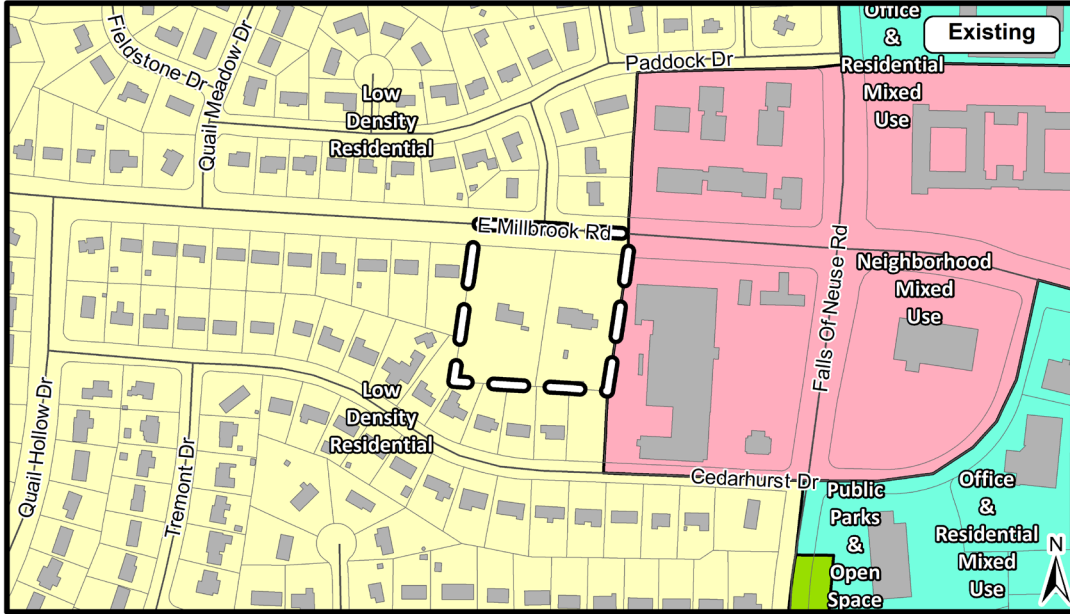 Office
&
Residential
Mixed
Use
Existing
Fieldstone Dr
Quail-Meadow-Dr
Paddock Dr
Low
Density
Residential
E Millbrook Rd
Falls-Of-Neuse-Rd
Neighborhood
Mixed
Use
Low
Density
Residential
Quail-Hollow-Dr
Tremont-Dr
Cedarhurst Dr
Public
Parks
&
Open
Space
Office
&
Residential
Mixed
Use
N